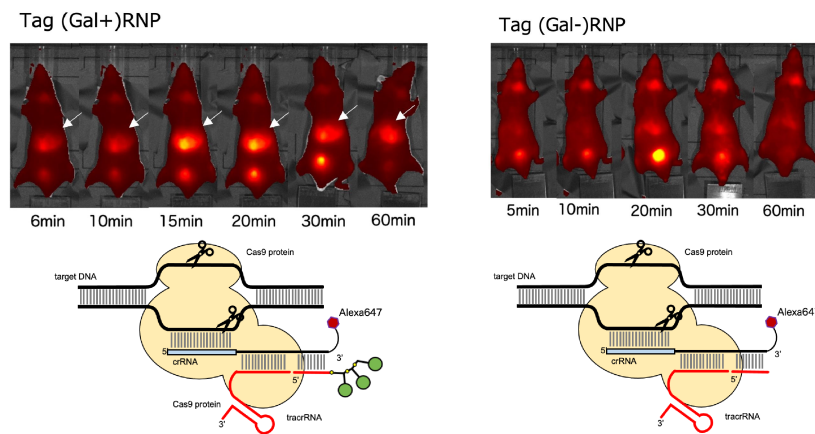 Tag (Gal+)RNP
Tag (Gal-)RNP
6min 10min 15min 20min 30min 60min
5min 10min 20min 30min 60min
Cas9 protein
target DNA
Alexa647
5'
crRNA
3'
5'
Cas9 protein
3'
tracrRNA
Cas9 protein
target DNA
Alexa64
5'
crRNA
3'
5'
3'
tracrRNA